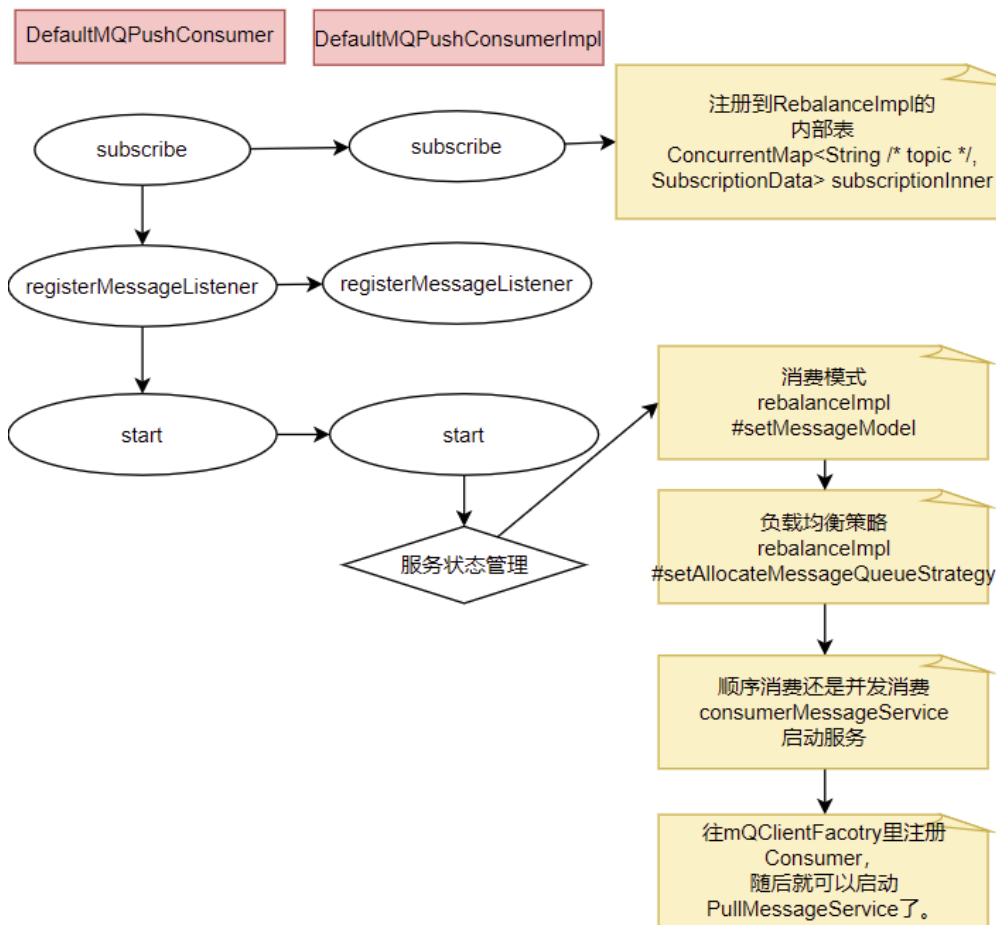 DefaultMQPushConsumer
DefaultMQPushConsumerImpl
subscribe
subscribe
注册到RebalanceImpl的
内部表
ConcurrentMap<String /* topic */,
SubscriptionData> subscriptionInner
registerMessageListener
registerMessageListener
start
start
服务状态管理
消费模式
rebalanceImpl
#setMessageModel
负载均衡策略
rebalanceImpl
#setAllocateMessageQueueStrategy
顺序消费还是并发消费
consumerMessageService
启动服务
往mQClientFacotry里注册
Consumer，
随后就可以启动
PullMessageService了。